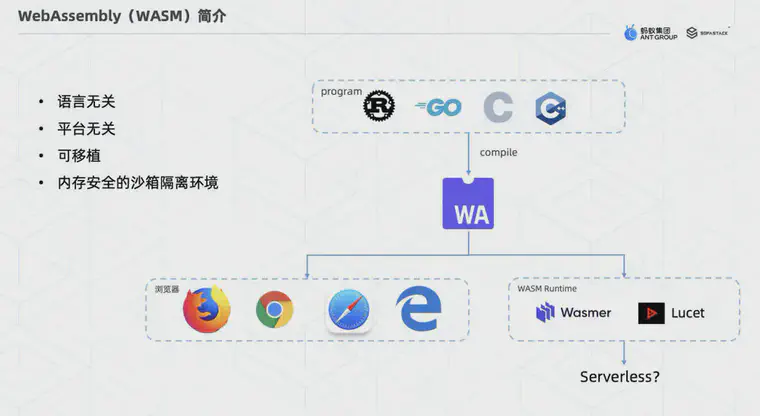 WebAssembly（WASM）简介
蚂蚁集团
ANT GROUP
SOFASTACK
• 语言无关
• 平台无关
• 可移植
• 内存安全的沙箱隔离环境
program
GO
C
C++
compile
WA
浏览器
WASM Runtime
Wasmer
Lucet
Serverless?